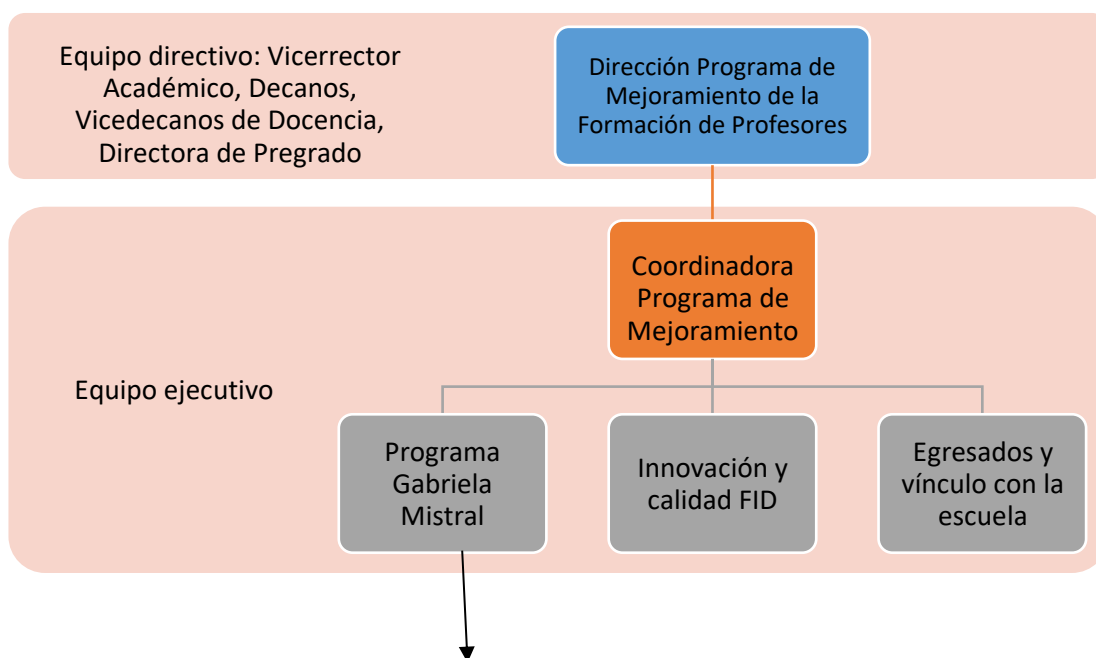 Equipo directivo: Vicerrector
Académico, Decanos,
Vicedecanos de Docencia,
Directora de Pregrado
Dirección Programa de
Mejoramiento de la
Formación de Profesores
Coordinadora
Programa de
Mejoramiento
Equipo ejecutivo
Programa
Gabriela
Mistral
Innovación y
calidad FID
Egresados y
vínculo con la
escuela